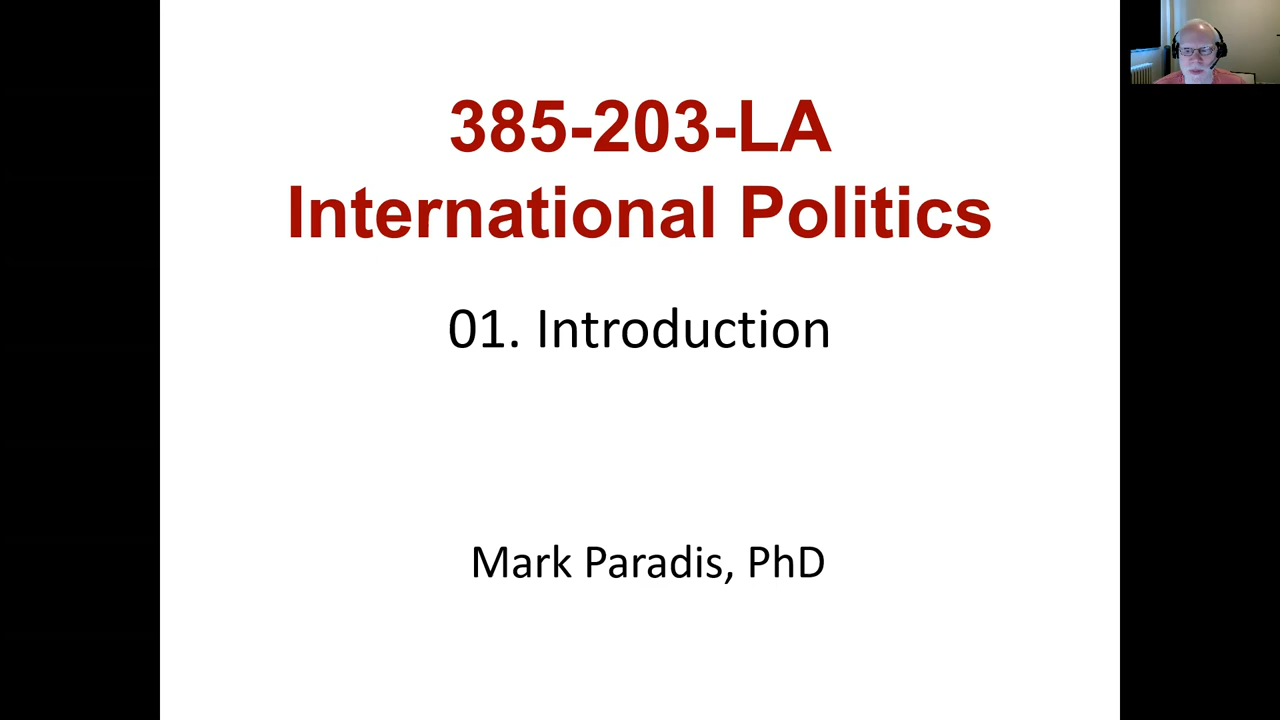 385-203-LA
International Politics
01. Introduction
Mark Paradis, PhD